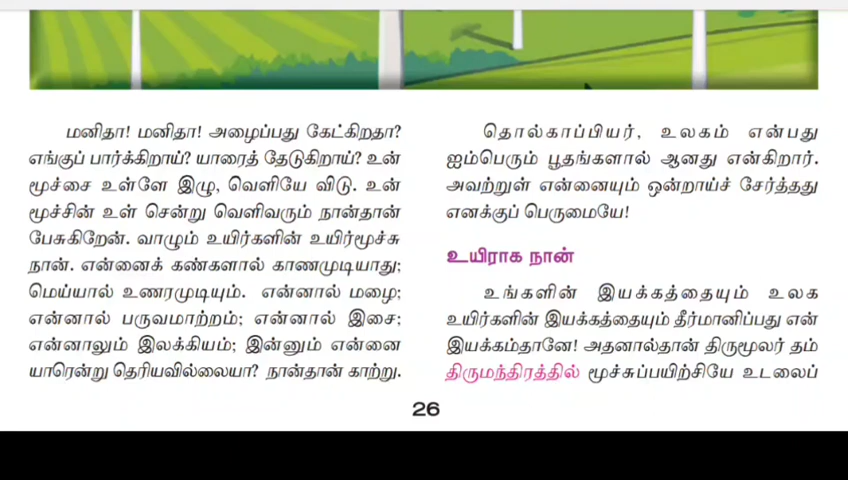 மனிதா! மனிதா! அழைப்பது கேட்கிறதா?
எங்குப் பார்க்கிறாய்? யாரைத் தேடுகிறாய்? உன்
மூச்சை உள்ளே இழு, வெளியே விடு. உன்
மூச்சின் உள் சென்று வெளிவரும் நான்தான்
பேசுகிறேன். வாழும் உயிர்களின் உயிர்மூச்சு
நான். என்னைக் கண்களால் காணமுடியாது;
மெய்யால் உணரமுடியும். என்னால் மழை;
என்னால் பருவமாற்றம்; என்னால் இசை;
என்னாலும் இலக்கியம்; இன்னும் என்னை
யாரென்று தெரியவில்லையா? நான்தான் காற்று.
தொல்காப்பியர், உலகம் என்பது
ஐம்பெரும் பூதங்களால் ஆனது என்கிறார்.
அவற்றுள் என்னையும் ஒன்றாய்ச் சேர்த்தது
எனக்குப் பெருமையே!
உயிராக நான்
உங்களின் இயக்கத்தையும் உலக
உயிர்களின் இயக்கத்தையும் தீர்மானிப்பது என்
இயக்கம்தானே! அதனால்தான் திருமூலர் தம்
திருமந்திரத்தில் மூச்சுப்பயிற்சியே உடலைப்
26